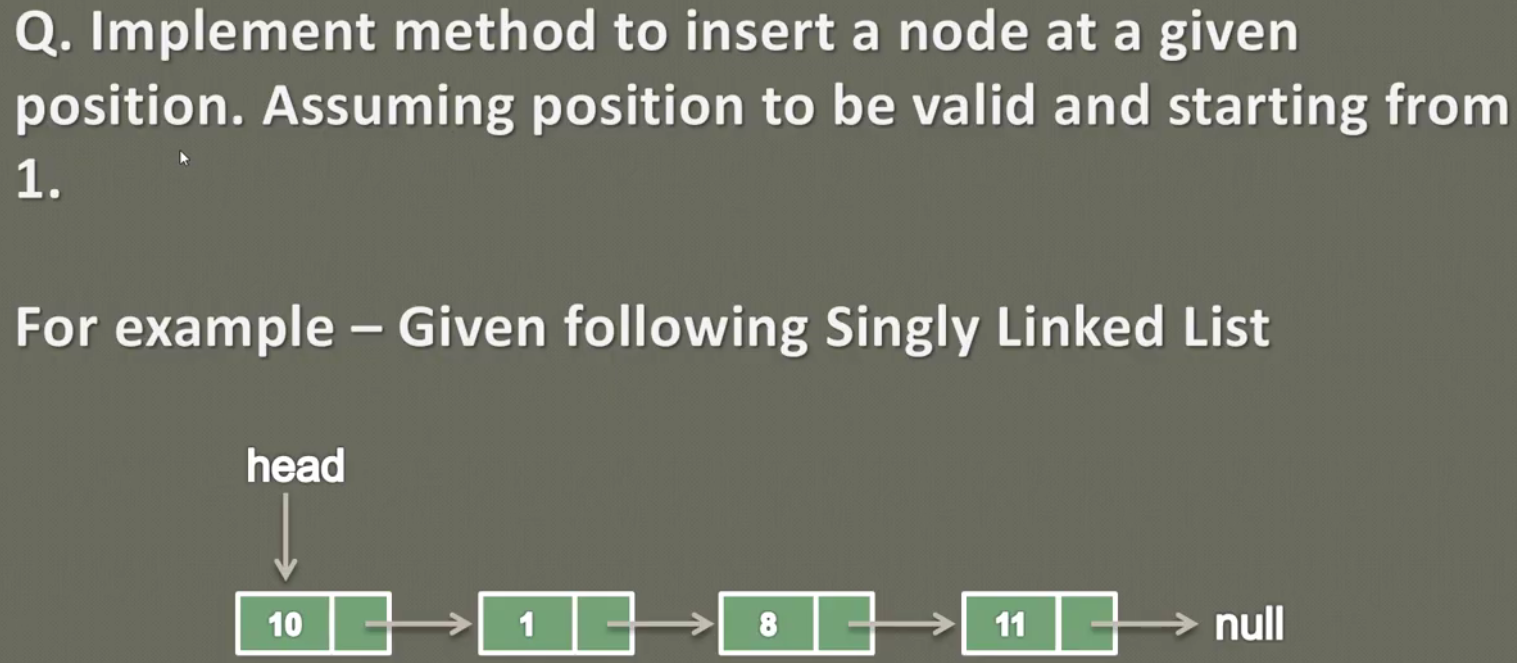 Q. Implement method to insert a node at a given
position. Assuming position to be valid and starting from
1.
For example – Given following Singly Linked List
head
10 1 8 11 null